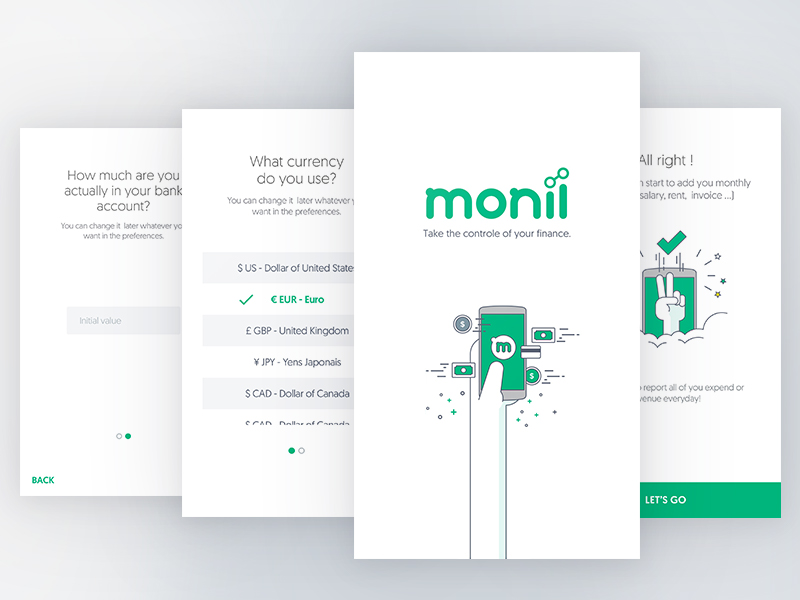 How much are you
actually in your bank
account?
You can change it later whatever you
want in the preferences.
Initial value
BACK
What currency
do you use?
You can change it later whatever y
want in the preferences.
$ US - Dollar of United State
€ EUR - Euro
£ GBP - United Kingdom
¥ JPY - Yens Japonais
$ CAD - Dollar of Canada
$ CAD - Dollar of Canada
monil
Take the controle of your finance.
$
m
$
All right !
n start to add you monthly
salary, rent, invoice ...)
o report all of you expend or
venue everyday!
LET'S GO